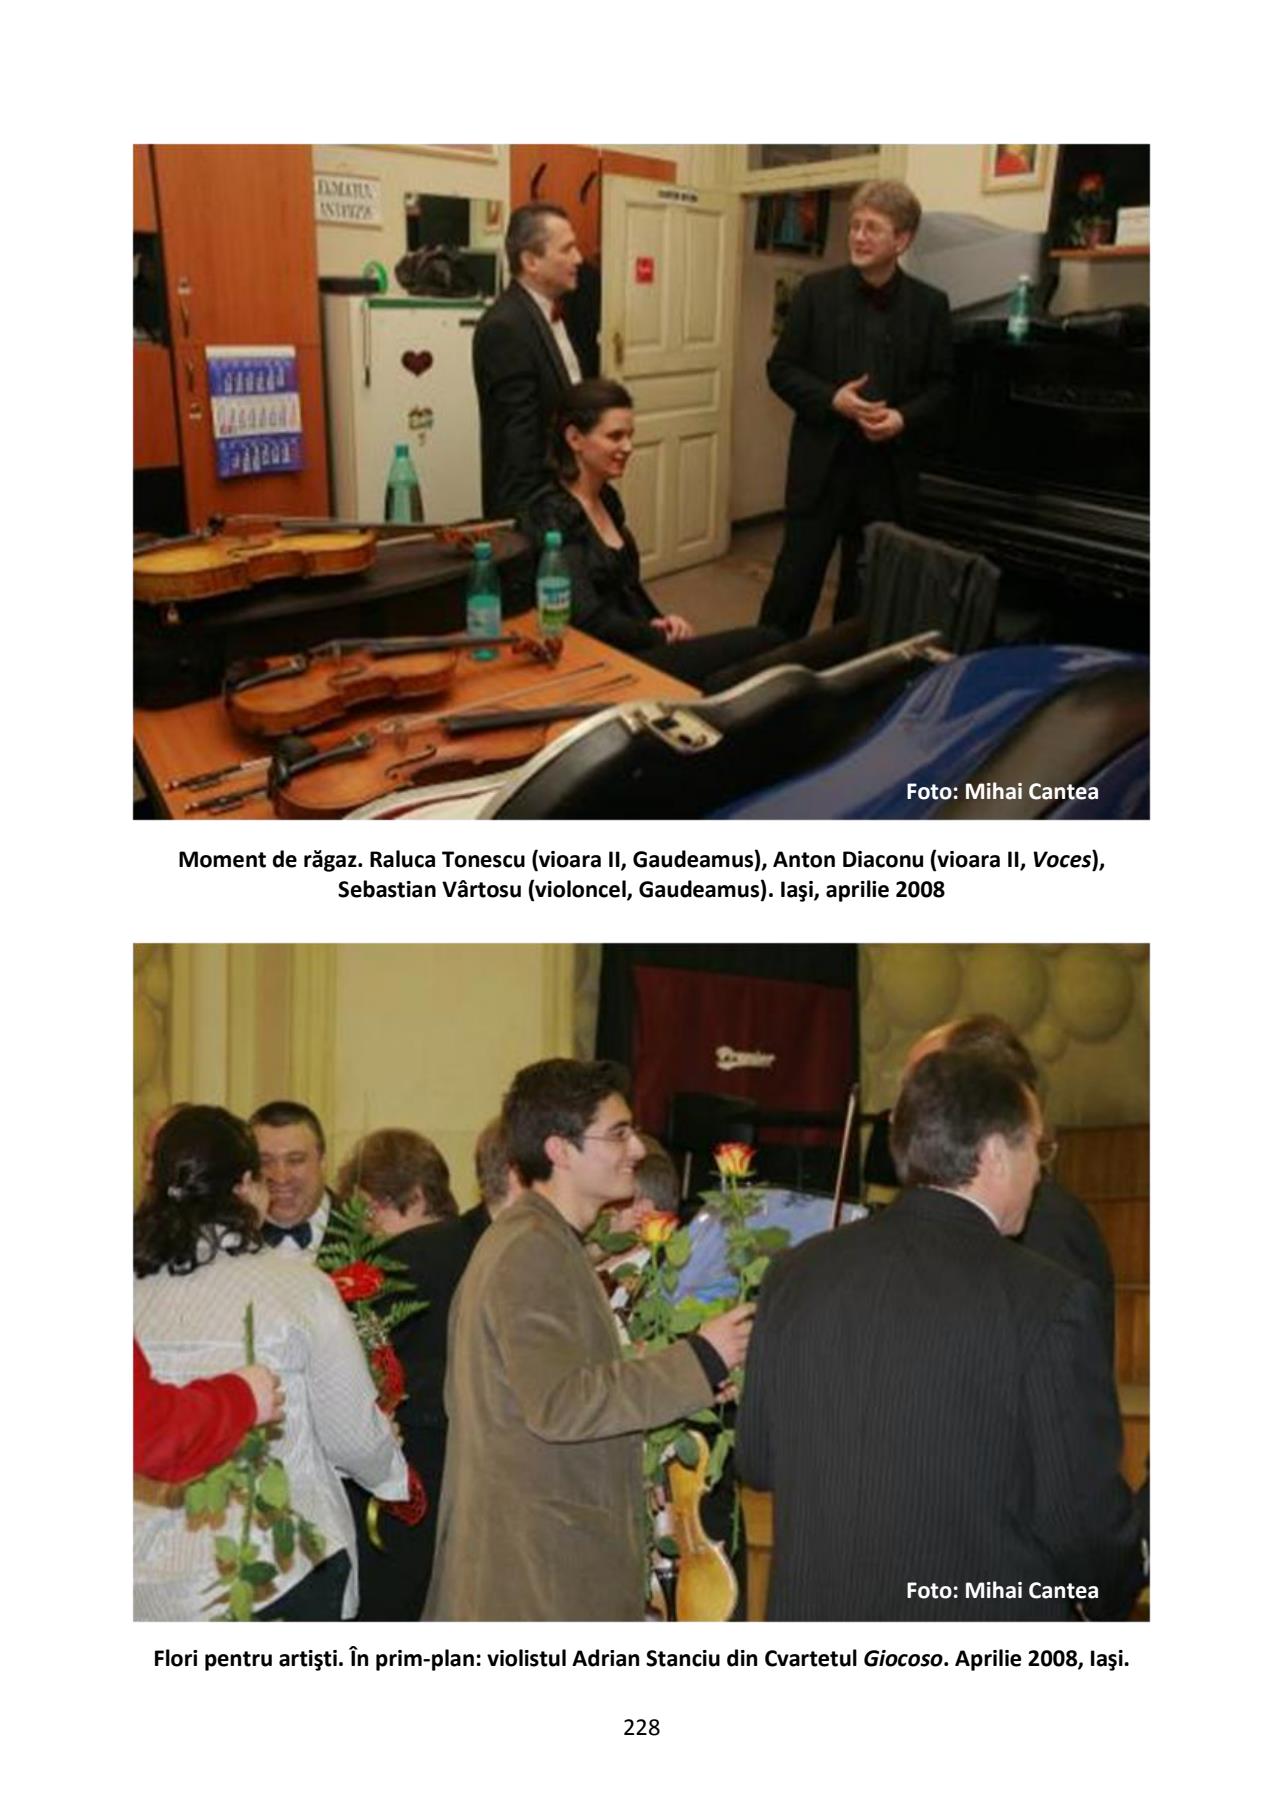 Foto: Mihai Cantea
Moment de răgaz. Raluca Tonescu (vioara II, Gaudeamus), Anton Diaconu (vioara II, Voces),
Sebastian Vârtosu (violoncel, Gaudeamus). Iaşi, aprilie 2008
Premier
Foto: Mihai Cantea
Flori pentru artişti. În prim-plan: violistul Adrian Stanciu din Cvartetul Giocoso. Aprilie 2008, Iaşi.
228